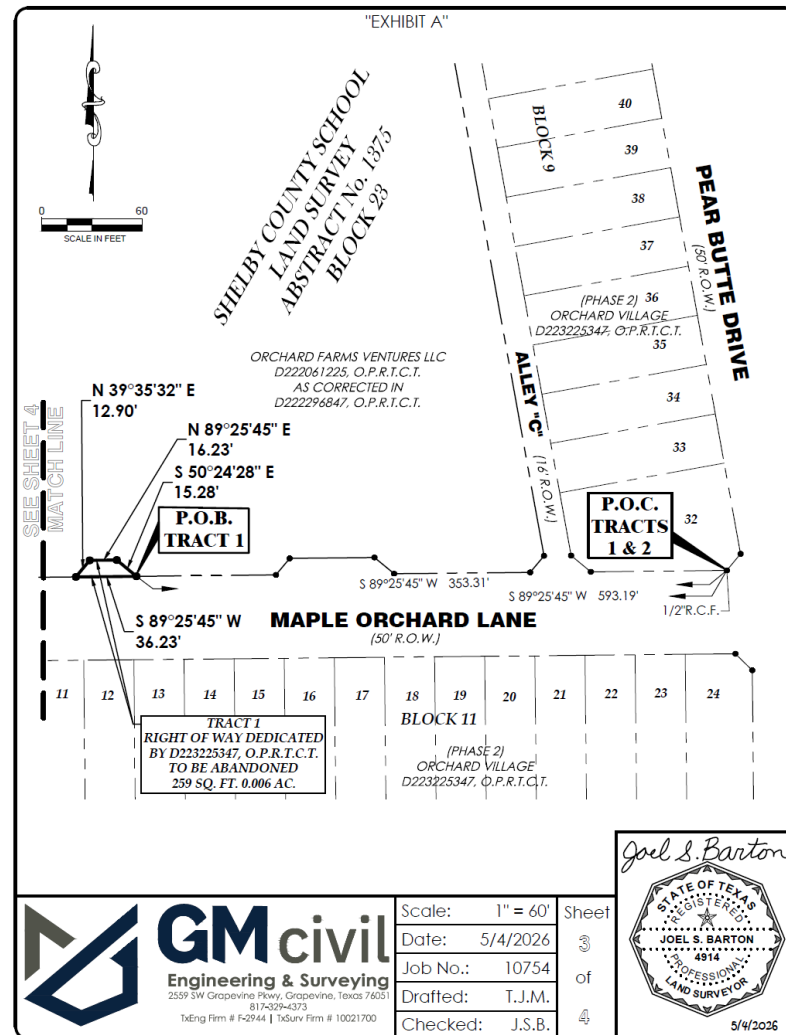 "EXHIBIT A"
0 60
SCALE IN FEET
SHELBY COUNTY SCHOOL
LAND SURVEY
ABSTRACT No. 1375
BLOCK 23
BLOCK 9
40
39
38
37
36
35
34
33
32
PEAR BUTTE DRIVE
(50' R.O.W.)
(PHASE 2)
ORCHARD VILLAGE
D223225347, O.P.R.T.C.T.
ALLEY "C"
(16' R.O.W.)
ORCHARD FARMS VENTURES LLC
D222061225, O.P.R.T.C.T.
AS CORRECTED IN
D222296847, O.P.R.T.C.T.
SEE SHEET 4
MATCH LINE
N 39°35'32" E
12.90'
N 89°25'45" E
16.23'
S 50°24'28" E
15.28'
P.O.B.
TRACT 1
P.O.C.
TRACTS
1 & 2
S 89°25'45" W 353.31'
S 89°25'45" W 593.19'
1/2"R.C.F.
S 89°25'45" W
36.23'
MAPLE ORCHARD LANE
(50' R.O.W.)
11 12 13 14 15 16 17 18 19 20 21 22 23 24
BLOCK 11
TRACT 1
RIGHT OF WAY DEDICATED
BY D223225347, O.P.R.T.C.T.
TO BE ABANDONED
259 SQ. FT. 0.006 AC.
(PHASE 2)
ORCHARD VILLAGE
D223225347, O.P.R.T.C.T.
GM civil
Engineering & Surveying
2559 SW Grapevine Pkwy, Grapevine, Texas 76051
817-329-4373
TxEng Firm # F-2944 | TxSurv Firm # 10021700
Scale: 1" = 60'
Date: 5/4/2026
Job No.: 10754
Drafted: T.J.M.
Checked: J.S.B.
Sheet
3
of
4
Joel S. Barton
STATE OF TEXAS
REGISTERED
JOEL S. BARTON
4914
PROFESSIONAL
LAND SURVEYOR
5/4/2026